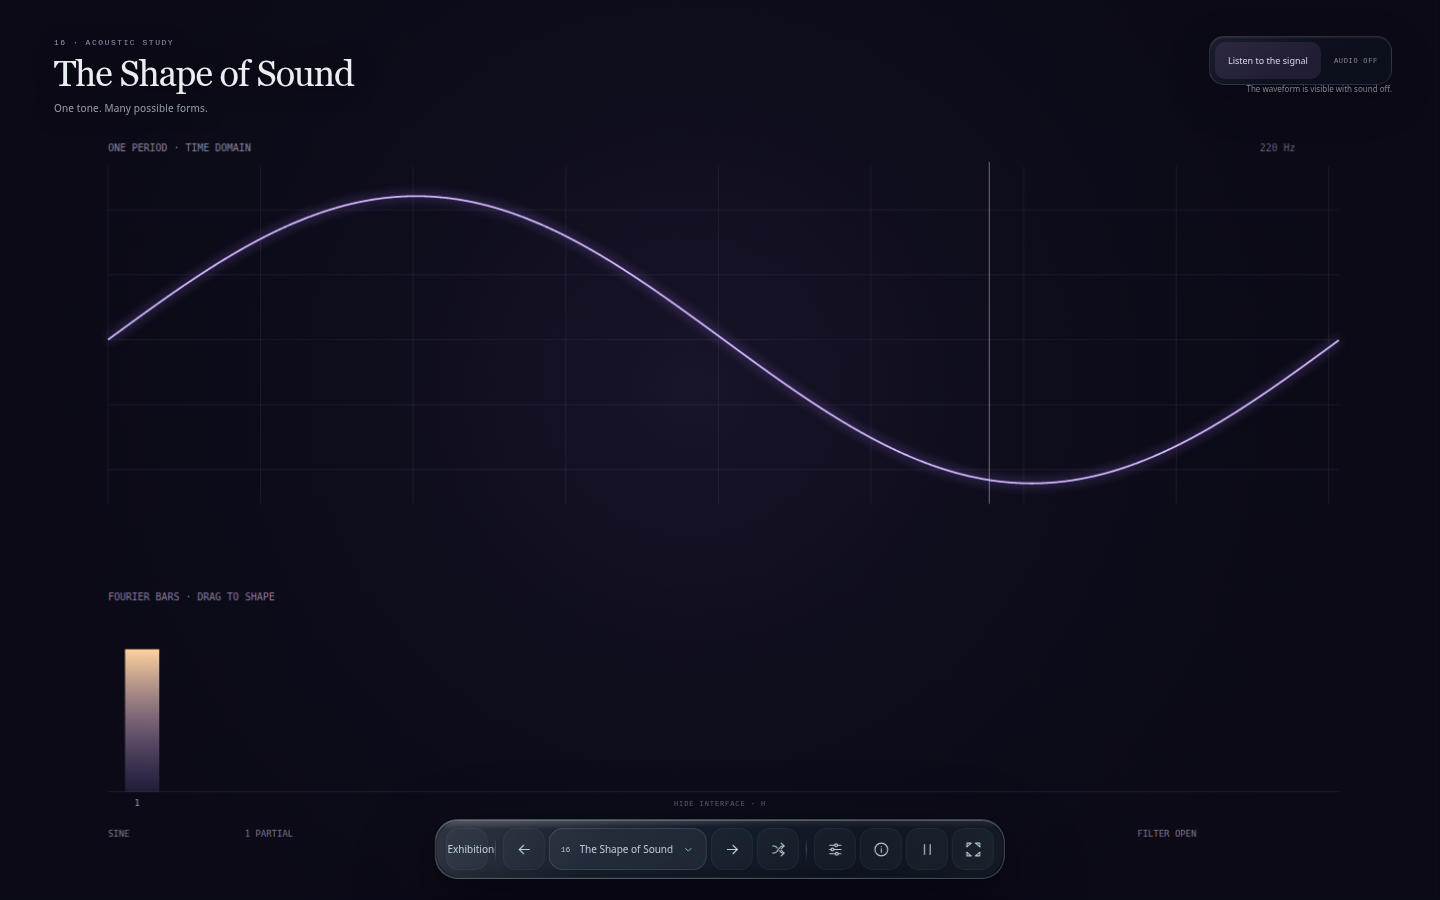 16 · ACOUSTIC STUDY
The Shape of Sound
One tone. Many possible forms.
Listen to the signal
AUDIO OFF
The waveform is visible with sound off.
ONE PERIOD · TIME DOMAIN
220 Hz
FOURIER BARS · DRAG TO SHAPE
1
HIDE INTERFACE · H
SINE
1 PARTIAL
FILTER OPEN
Exhibition
16 The Shape of Sound